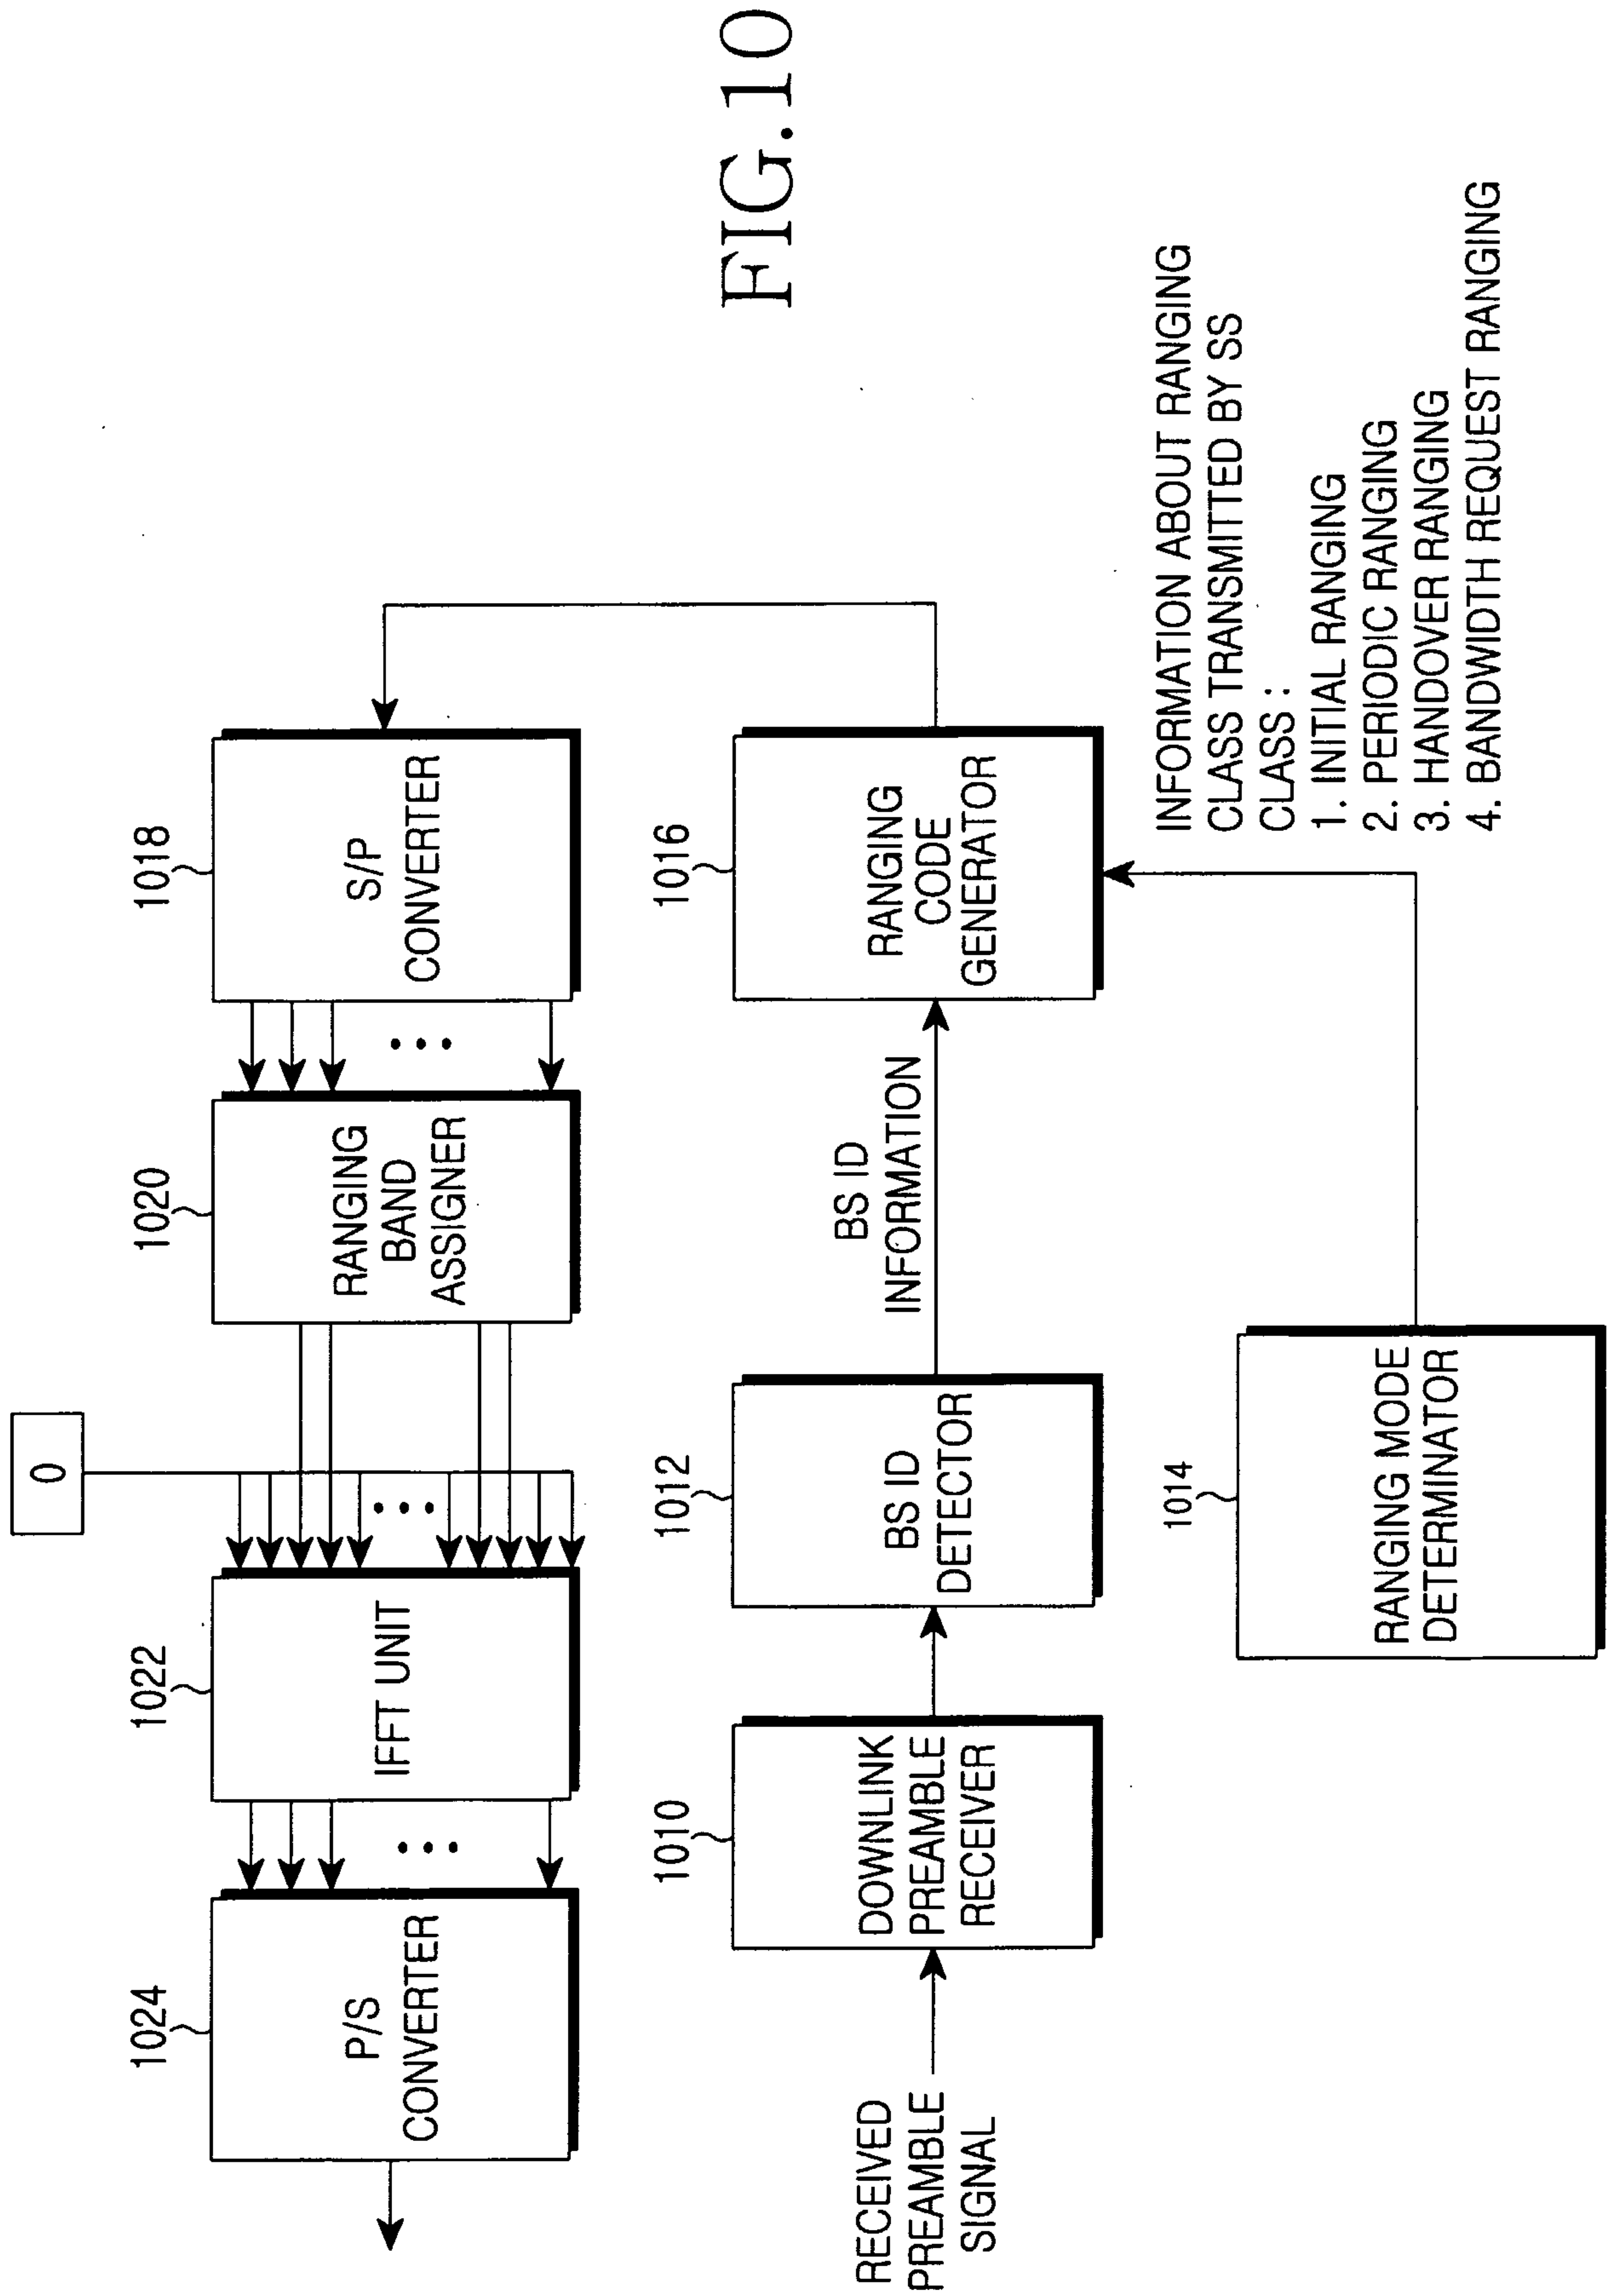 1024
P/S
CONVERTER
1022
IFFT UNIT
0
1020
RANGING
BAND
ASSIGNER
1018
S/P
CONVERTER
RECEIVED
PREAMBLE
SIGNAL
1010
DOWNLINK
PREAMBLE
RECEIVER
1012
BS ID
DETECTOR
BS ID
INFORMATION
1016
RANGING
CODE
GENERATOR
1014
RANGING MODE
DETERMINATOR
INFORMATION ABOUT RANGING
CLASS TRANSMITTED BY SS
CLASS :
1. INITIAL RANGING
2. PERIODIC RANGING
3. HANDOVER RANGING
4. BANDWIDTH REQUEST RANGING
FIG.10